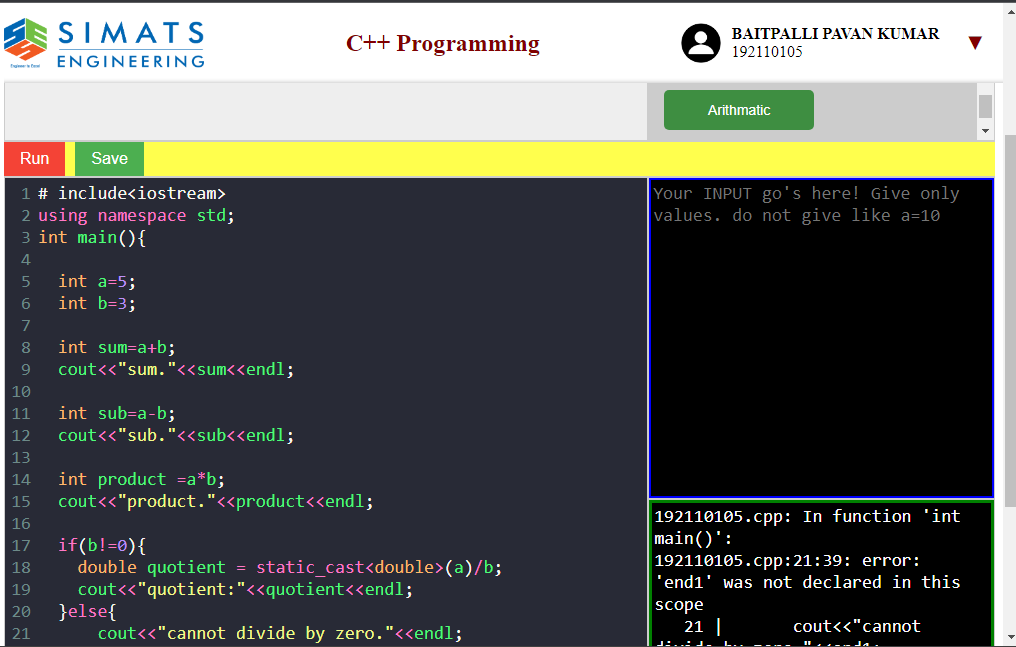 SIMATS
ENGINEERING
Engineer to Excel
C++ Programming
BAITPALLI PAVAN KUMAR
192110105
Arithmatic
Run
Save
1 # include<iostream>
2 using namespace std;
3 int main(){
4
5 int a=5;
6 int b=3;
7
8 int sum=a+b;
9 cout<<"sum."<<sum<<endl;
10
11 int sub=a-b;
12 cout<<"sub."<<sub<<endl;
13
14 int product =a*b;
15 cout<<"product."<<product<<endl;
16
17 if(b!=0){
18 double quotient = static_cast<double>(a)/b;
19 cout<<"quotient:"<<quotient<<endl;
20 }else{
21 cout<<"cannot divide by zero."<<endl;
Your INPUT go's here! Give only
values. do not give like a=10
192110105.cpp: In function 'int
main()':
192110105.cpp:21:39: error:
'end1' was not declared in this
scope
21 | cout<<"cannot
divide by zero."<<end1;